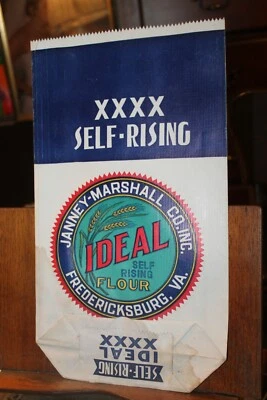 XXXX
SELF-RISING
JANNEY-MARSHALL CO. INC.
IDEAL
SELF
RISING
FLOUR
FREDERICKSBURG, VA.
XXXX
IDEAL
SELF-RISING